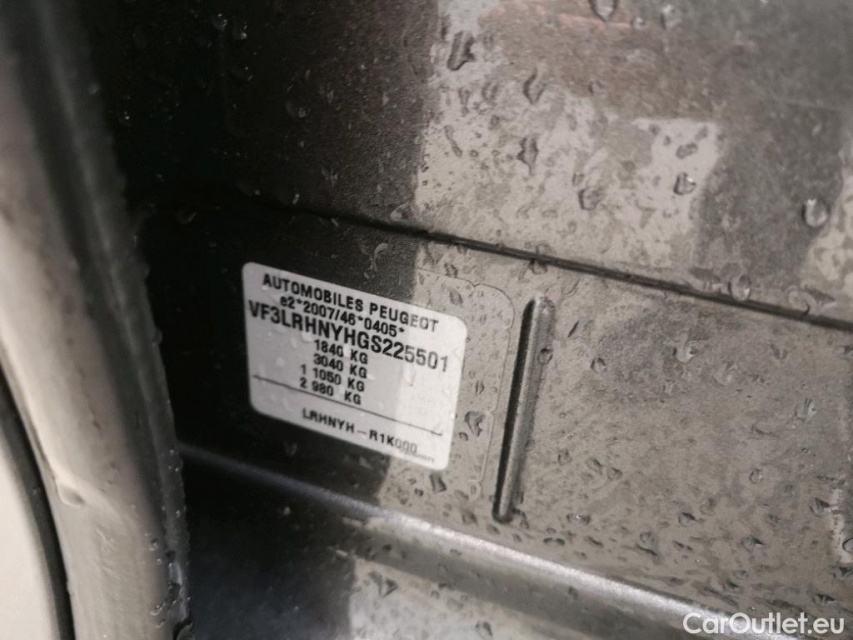 AUTOMOBILES PEUGEOT
e2*2007/46*0405*
VF3LRHNYHGS225501
1840 KG
3040 KG
1 1050 KG
2 980 KG
LRHNYH-R1K000
CarOutlet.eu